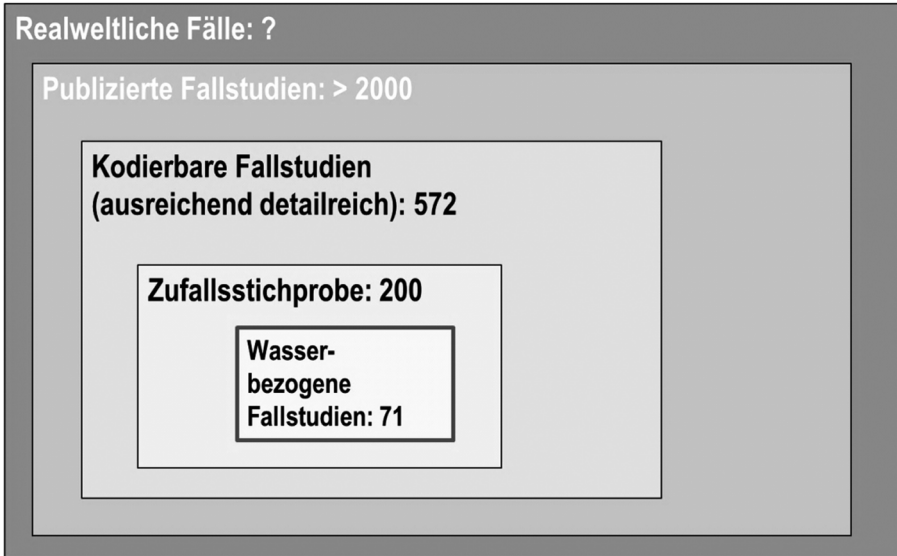 Realweltliche Fälle: ?
Publizierte Fallstudien: > 2000
Kodierbare Fallstudien
(ausreichend detailreich): 572
Zufallsstichprobe: 200
Wasser-
bezogene
Fallstudien: 71